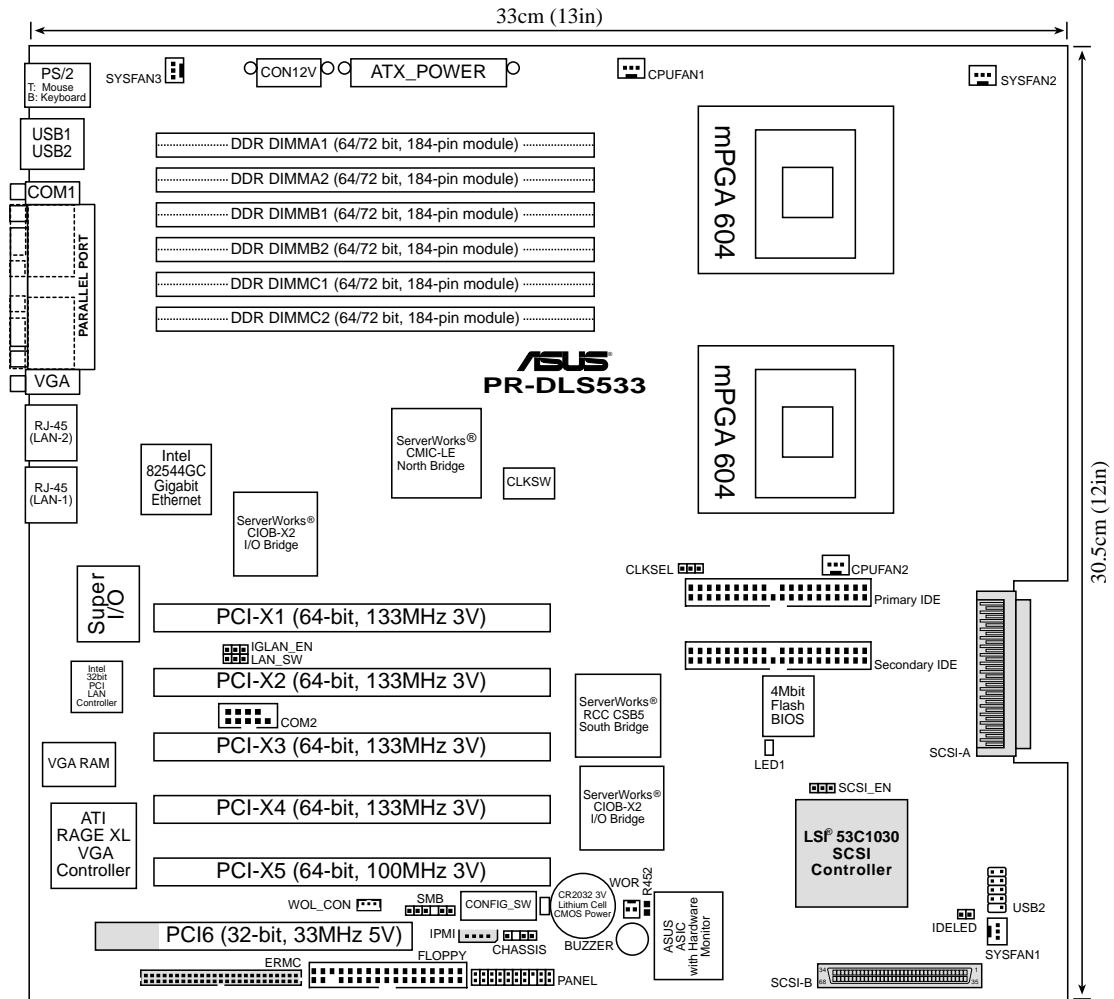 33cm (13in)
PS/2
T: Mouse
B: Keyboard
SYSFAN3
CON12V
ATX_POWER
CPUFAN1
SYSFAN2
USB1
USB2
COM1
PARALLEL PORT
VGA
DDR DIMMA1 (64/72 bit, 184-pin module)
DDR DIMMA2 (64/72 bit, 184-pin module)
DDR DIMMB1 (64/72 bit, 184-pin module)
DDR DIMMB2 (64/72 bit, 184-pin module)
DDR DIMMC1 (64/72 bit, 184-pin module)
DDR DIMMC2 (64/72 bit, 184-pin module)
mPGA 604
ASUS®
PR-DLS533
mPGA 604
30.5cm (12in)
RJ-45
(LAN-2)
RJ-45
(LAN-1)
Intel
82544GC
Gigabit
Ethernet
ServerWorks®
CMIC-LE
North Bridge
CLKSW
ServerWorks®
CIOB-X2
I/O Bridge
CLKSEL
CPUFAN2
Primary IDE
Secondary IDE
Super
I/O
PCI-X1 (64-bit, 133MHz 3V)
IGLAN_EN
LAN_SW
Intel
32bit
PCI
LAN
Controller
PCI-X2 (64-bit, 133MHz 3V)
COM2
ServerWorks®
RCC CSB5
South Bridge
4Mbit
Flash
BIOS
LED1
SCSI-A
VGA RAM
PCI-X3 (64-bit, 133MHz 3V)
ServerWorks®
CIOB-X2
I/O Bridge
SCSI_EN
ATI
RAGE XL
VGA
Controller
PCI-X4 (64-bit, 133MHz 3V)
LSI® 53C1030
SCSI
Controller
PCI-X5 (64-bit, 100MHz 3V)
WOL_CON
SMB
CONFIG_SW
CR2032 3V
Lithium Cell
CMOS Power
WOR
R452
USB2
IDELED
SYSFAN1
PCI6 (32-bit, 33MHz 5V)
IPMI
CHASSIS
BUZZER
ASUS
ASIC
with Hardware
Monitor
ERMC
FLOPPY
PANEL
SCSI-B
34
1
68
35